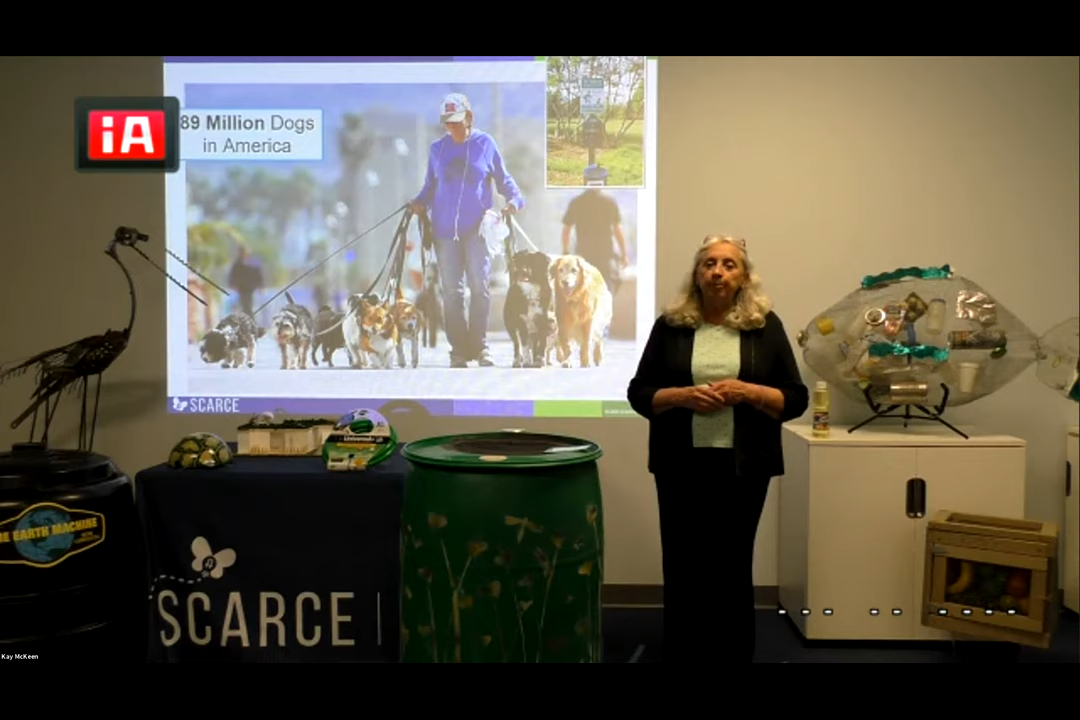 iA
89 Million Dogs
in America
SCARCE
THE EARTH MACHINE
SCARCE
Kay McKeen